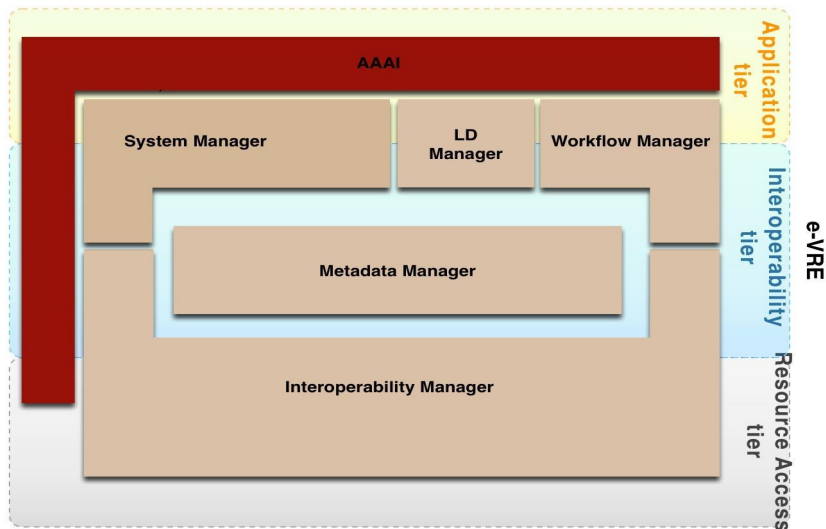 AAAI
Application
tier
System Manager
LD
Manager
Workflow Manager
Interoperability
tier
e-VRE
Metadata Manager
Interoperability Manager
Resource Access
tier